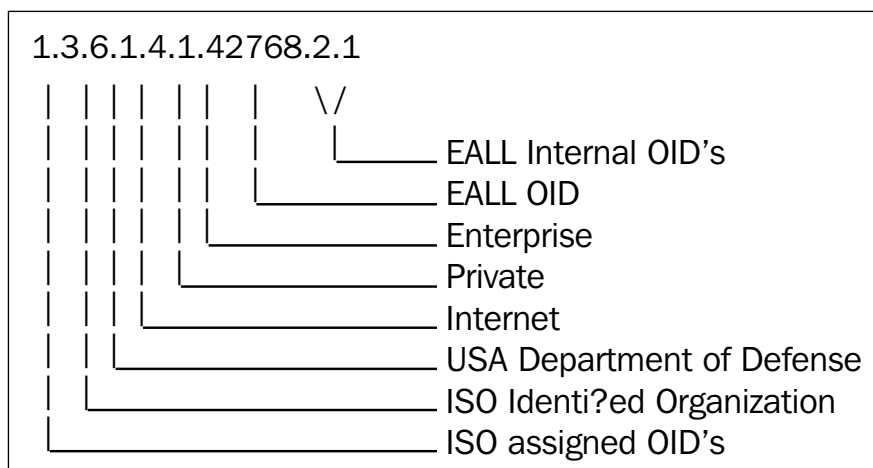 1.3.6.1.4.1.42768.2.1
EALL Internal OID's
EALL OID
Enterprise
Private
Internet
USA Department of Defense
ISO Identi?ed Organization
ISO assigned OID's